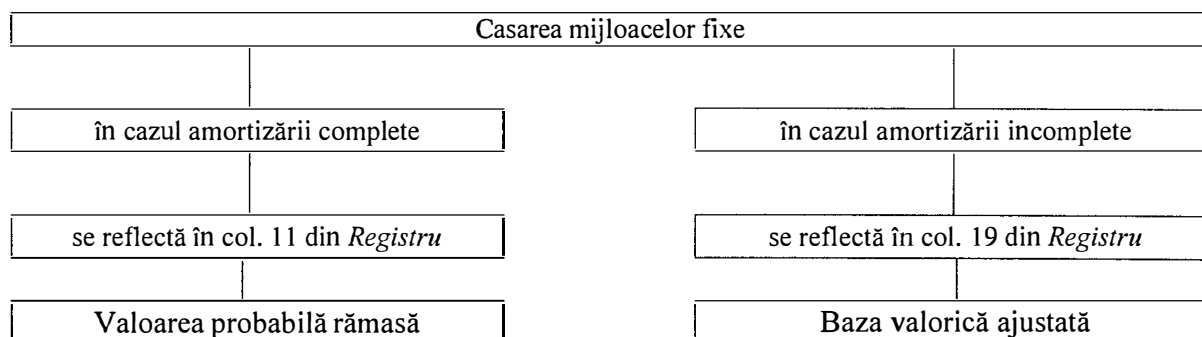 Casarea mijloacelor fixe
în cazul amortizării complete
în cazul amortizării incomplete
se reflectă în col. 11 din Registru
se reflectă în col. 19 din Registru
Valoarea probabilă rămasă
Baza valorică ajustată